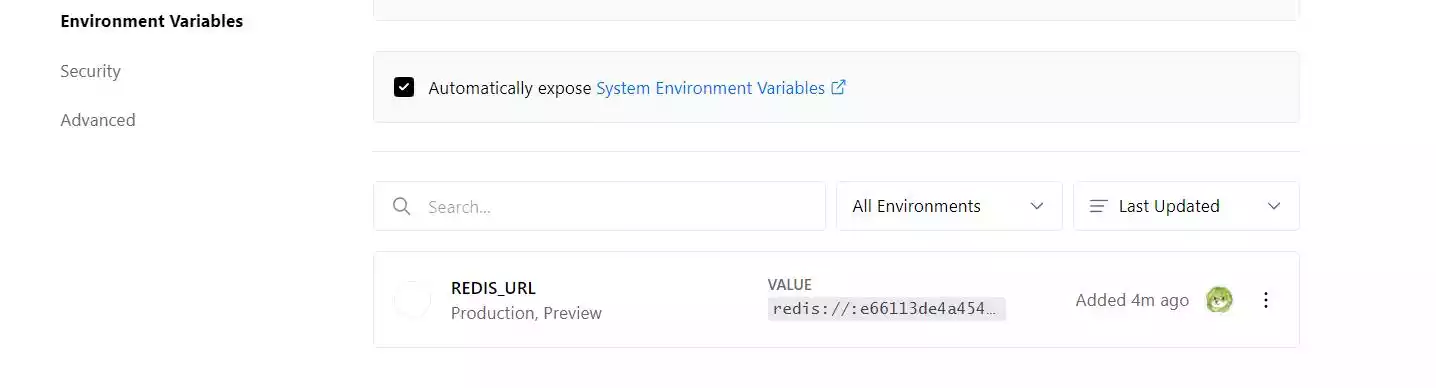 Environment Variables
Security
Advanced
Automatically expose System Environment Variables
Search...
All Environments
Last Updated
REDIS_URL
Production, Preview
VALUE
redis://:e66113de4a454…
Added 4m ago